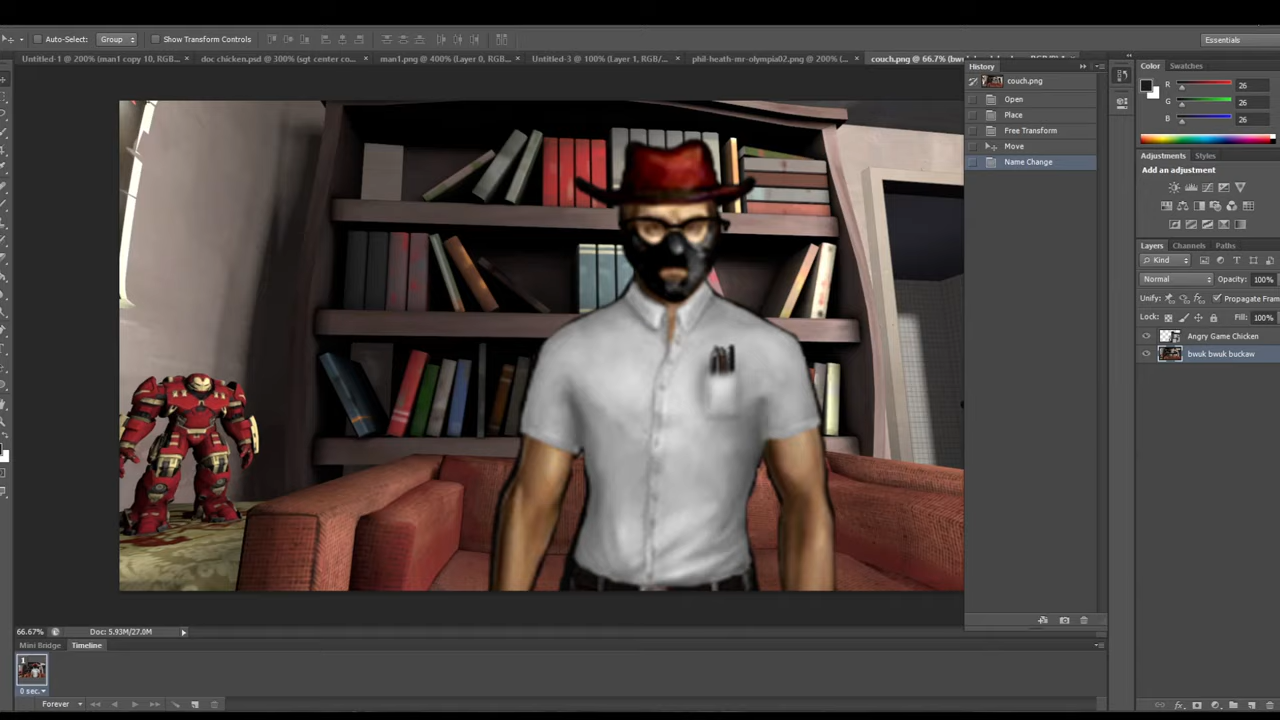 Auto-Select: Group Show Transform Controls Essentials
Untitled-1 @ 200% (man1 copy 10, RGB... × doc chicken.psd @ 300% (sgt center co... × man1.png @ 400% (Layer 0, RGB... × Untitled-3 @ 100% (Layer 1, RGB/... × phil-heath-mr-olympia02.png @ 200% (... × couch.png @ 66.7%
History
couch.png
Open
Place
Free Transform
Move
Name Change
Color Swatches
R 26
G 26
B 26
Adjustments Styles
Add an adjustment
Layers Channels Paths
Kind
Normal Opacity: 100%
Unify: Propagate Fram
Lock: Fill: 100%
Angry Game Chicken
bwuk bwuk buckaw
66.67% Doc: 5.93M/27.0M
Mini Bridge Timeline
1
0 sec.
Forever